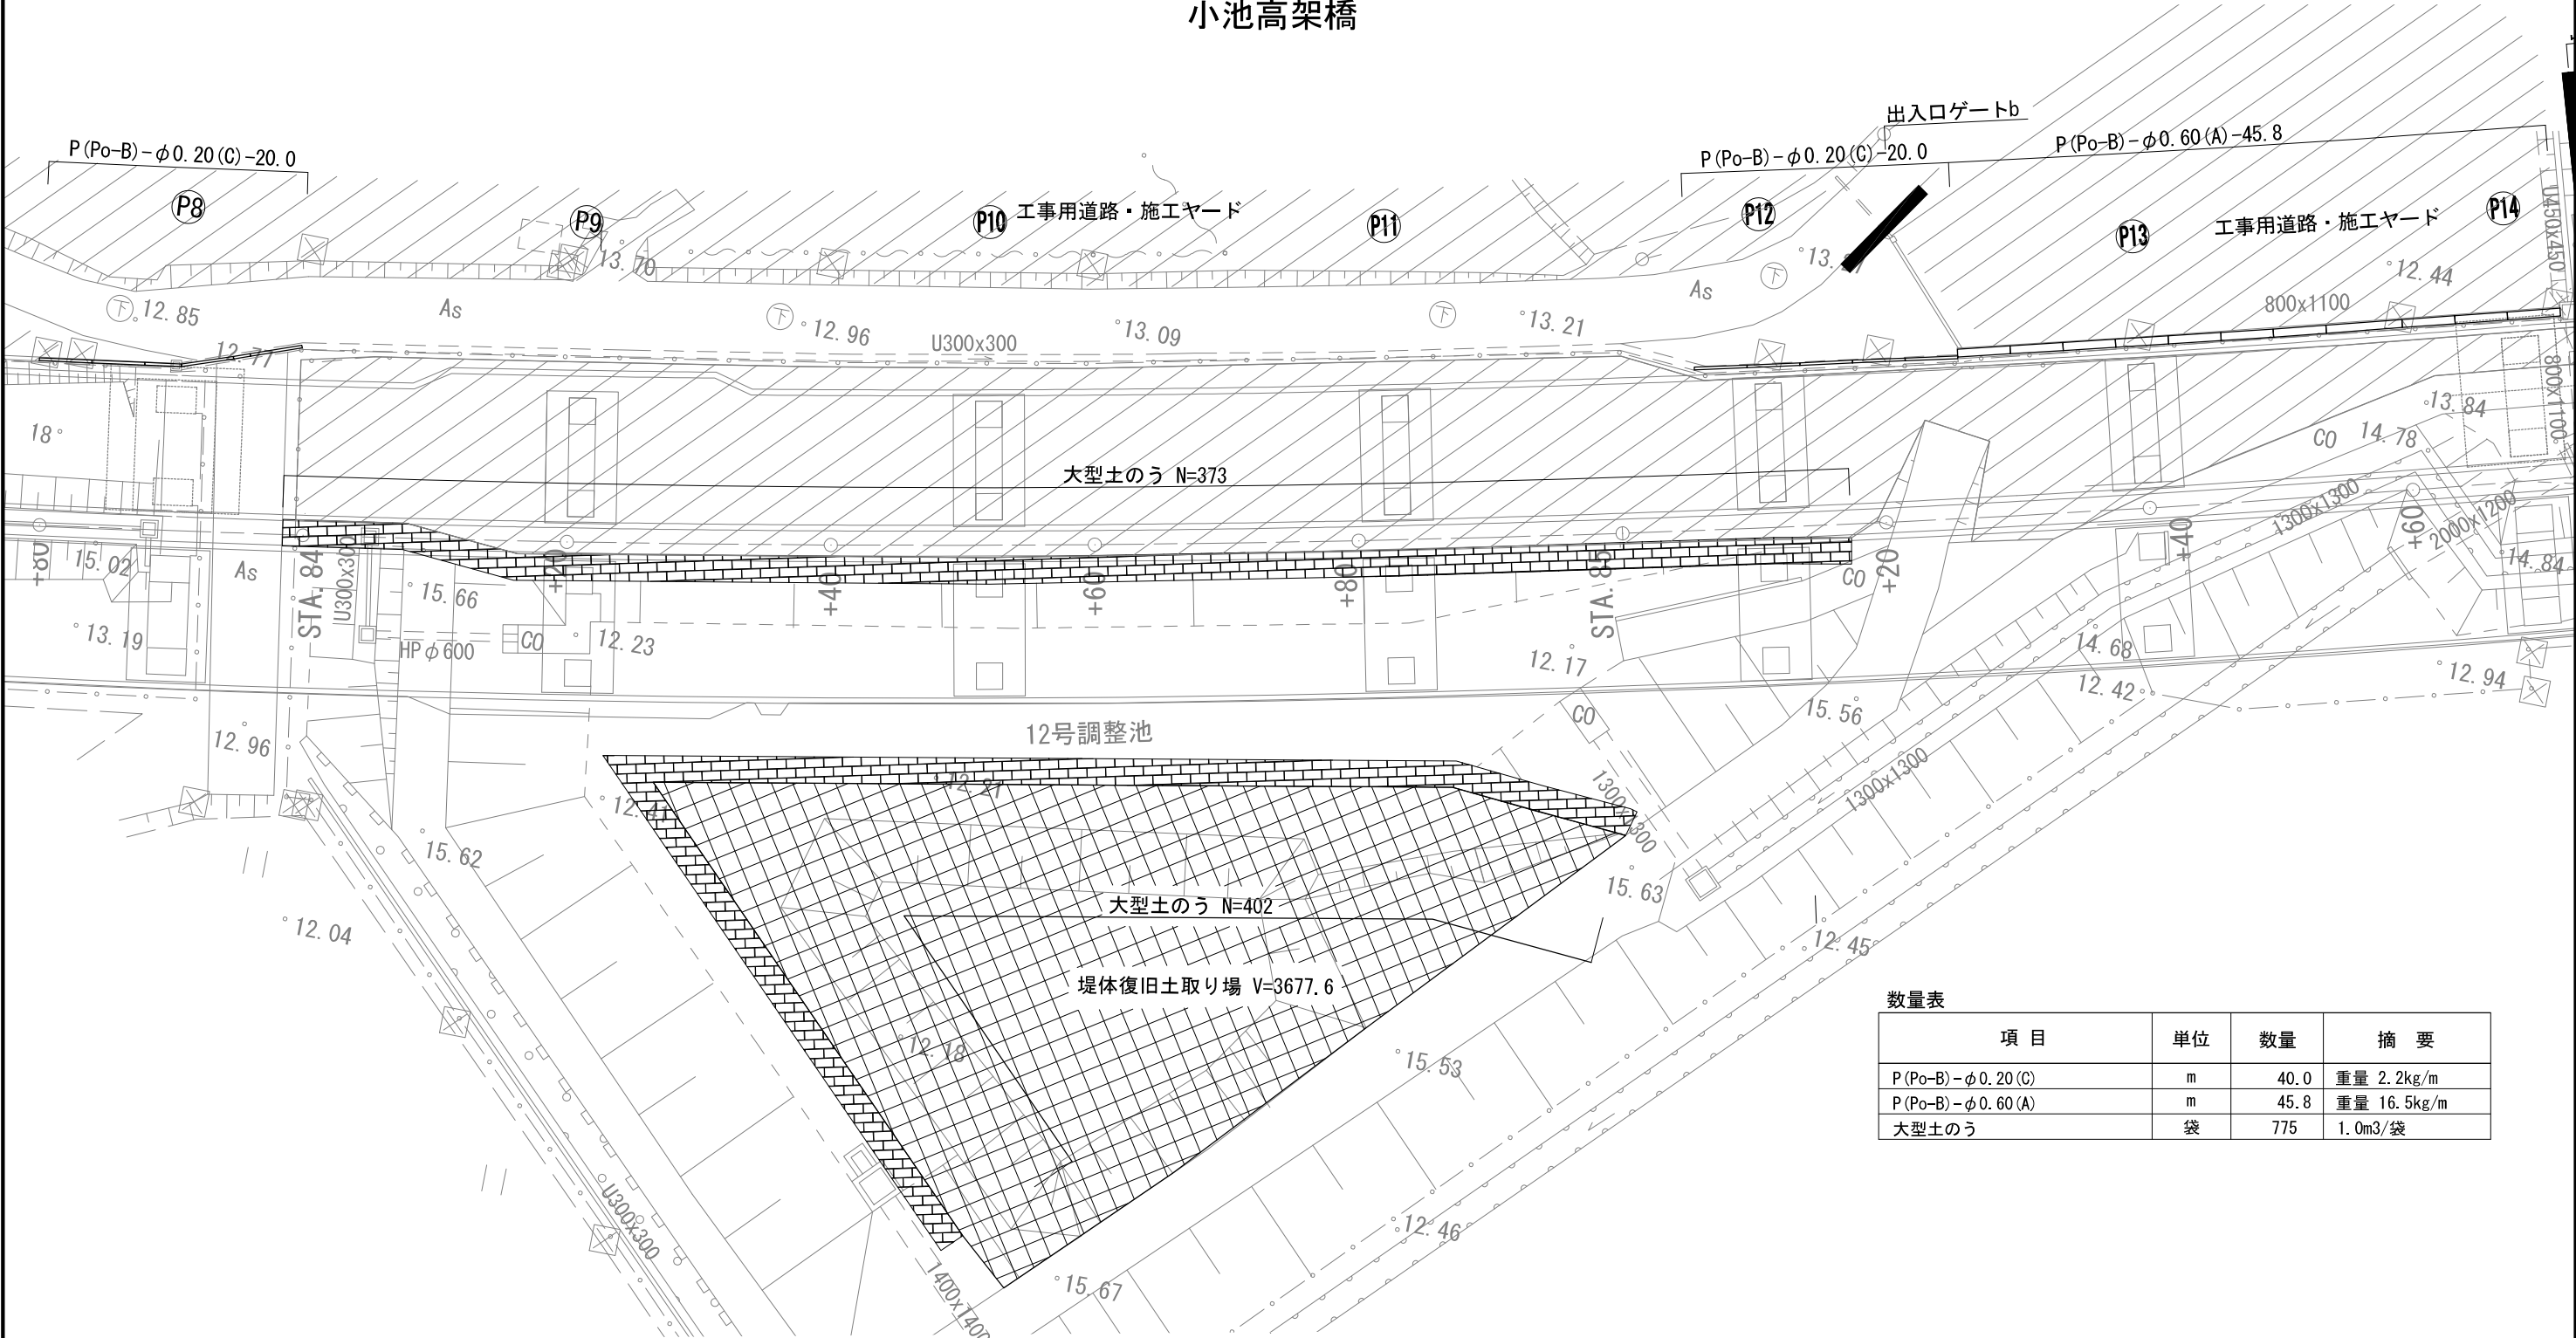 小池高架橋
出入口ゲートb
P(Po-B)-φ0.20(C)-20.0
P(Po-B)-φ0.20(C)-20.0
P(Po-B)-φ0.60(A)-45.8
P8
P9
P10
工事用道路・施工ヤード
P11
P12
P13
工事用道路・施工ヤード
P14
U450x450
13.70
12.44
12.85
As
12.96
13.09
13.21
As
800x1100
U300x300
12.77
800x1100
18
13.84
CO 14.78
大型土のう N=373
1300x1300
2000x1200
+80
15.02
As
STA.84
U300x300
15.66
+20
+40
+60
+80
STA.85
CO
+20
+40
+60
14.84
13.19
HPφ600
CO
12.23
12.17
14.68
12.42
12.94
12.96
12号調整池
CO
15.56
12.41
12.21
1300x1300
1300x1300
15.62
15.63
12.04
大型土のう N=402
12.45
堤体復旧土取り場 V=3677.6
12.18
15.53
数量表
項 目 単位 数量 摘 要
P(Po-B)-φ0.20(C) m 40.0 重量 2.2kg/m
P(Po-B)-φ0.60(A) m 45.8 重量 16.5kg/m
大型土のう 袋 775 1.0m3/袋
U300x300
12.46
1400x1400
15.67